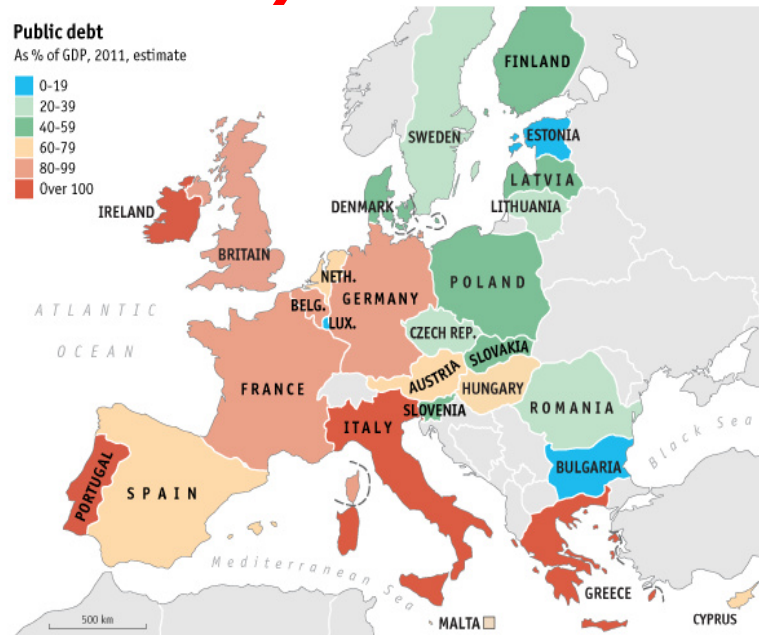 Public debt
As % of GDP, 2011, estimate
0-19
20-39
40-59
60-79
80-99
Over 100
FINLAND
SWEDEN
ESTONIA
LATVIA
LITHUANIA
DENMARK
IRELAND
BRITAIN
NETH.
GERMANY
POLAND
BELG.
LUX.
ATLANTIC
OCEAN
CZECH REP.
SLOVAKIA
FRANCE
AUSTRIA
HUNGARY
SLOVENIA
ROMANIA
ITALY
Black Sea
BULGARIA
PORTUGAL
SPAIN
Mediterranean Sea
GREECE
500 km
MALTA
CYPRUS